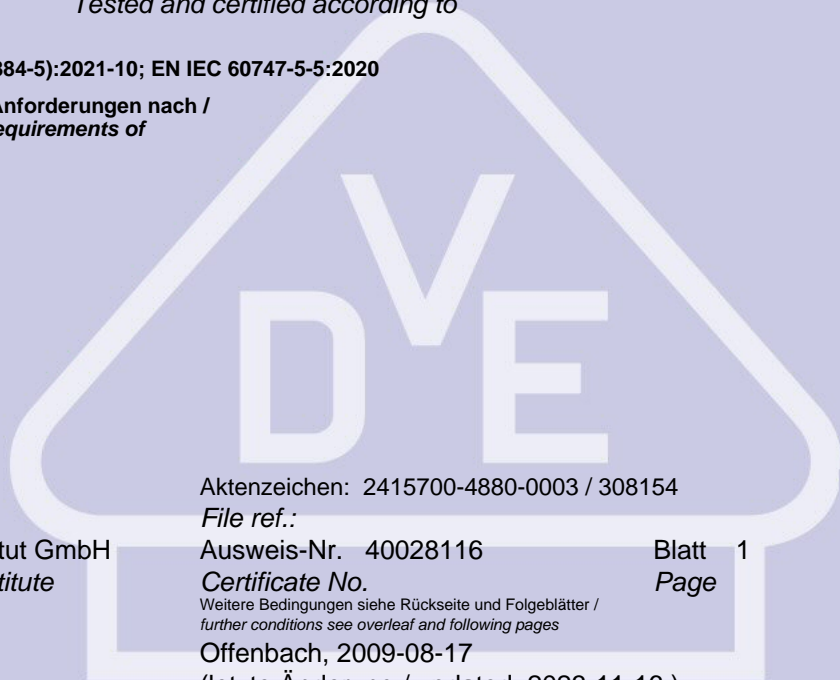 Tested and certified according to
884-5):2021-10; EN IEC 60747-5-5:2020
Anforderungen nach /
equirements of
DVE
Aktenzeichen: 2415700-4880-0003 / 308154
File ref.:
tut GmbH Ausweis-Nr. 40028116 Blatt 1
titute Certificate No. Page
Weitere Bedingungen siehe Rückseite und Folgeblätter /
further conditions see overleaf and following pages
Offenbach, 2009-08-17